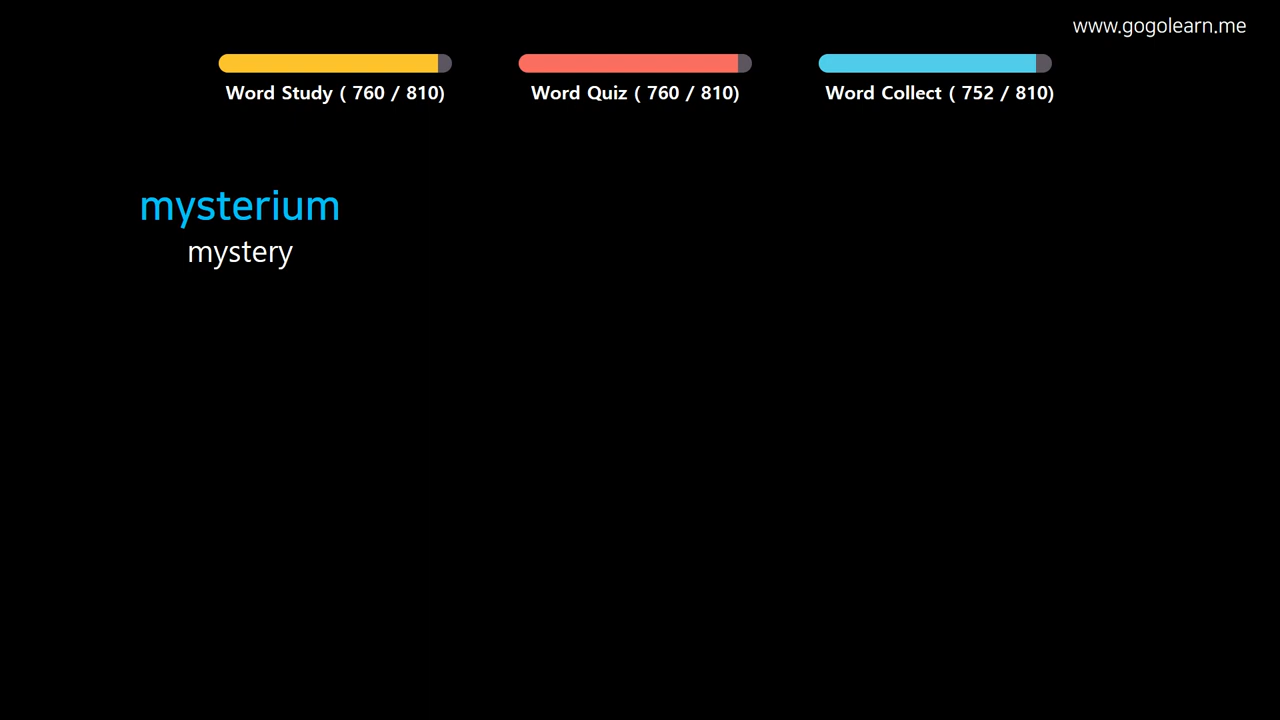 www.gogolearn.me
Word Study ( 760 / 810)
Word Quiz ( 760 / 810)
Word Collect ( 752 / 810)
mysterium
mystery